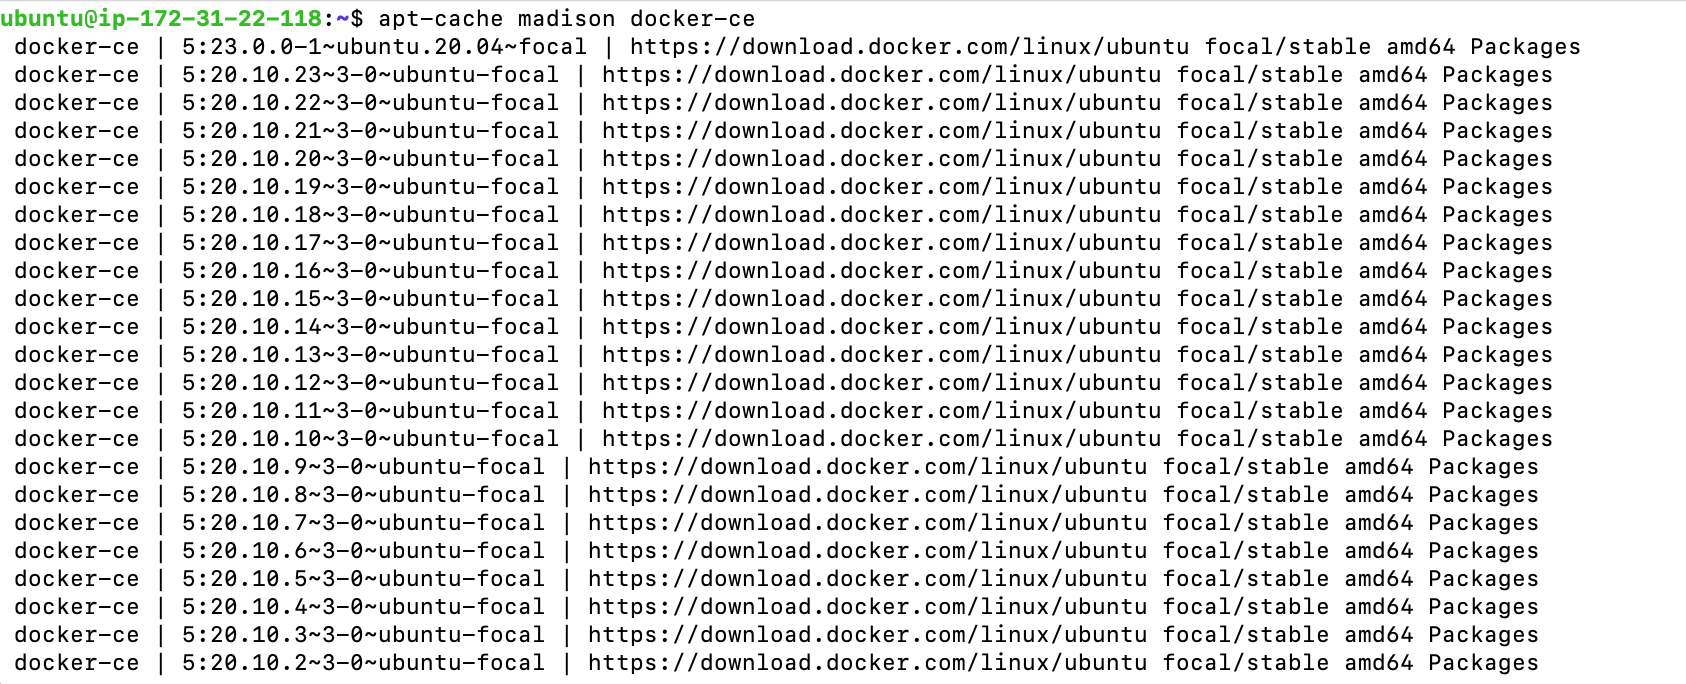 ubuntu@ip-172-31-22-118:~$ apt-cache madison docker-ce
docker-ce | 5:23.0.0-1~ubuntu.20.04~focal | https://download.docker.com/linux/ubuntu focal/stable amd64 Packages
docker-ce | 5:20.10.23~3-0~ubuntu-focal | https://download.docker.com/linux/ubuntu focal/stable amd64 Packages
docker-ce | 5:20.10.22~3-0~ubuntu-focal | https://download.docker.com/linux/ubuntu focal/stable amd64 Packages
docker-ce | 5:20.10.21~3-0~ubuntu-focal | https://download.docker.com/linux/ubuntu focal/stable amd64 Packages
docker-ce | 5:20.10.20~3-0~ubuntu-focal | https://download.docker.com/linux/ubuntu focal/stable amd64 Packages
docker-ce | 5:20.10.19~3-0~ubuntu-focal | https://download.docker.com/linux/ubuntu focal/stable amd64 Packages
docker-ce | 5:20.10.18~3-0~ubuntu-focal | https://download.docker.com/linux/ubuntu focal/stable amd64 Packages
docker-ce | 5:20.10.17~3-0~ubuntu-focal | https://download.docker.com/linux/ubuntu focal/stable amd64 Packages
docker-ce | 5:20.10.16~3-0~ubuntu-focal | https://download.docker.com/linux/ubuntu focal/stable amd64 Packages
docker-ce | 5:20.10.15~3-0~ubuntu-focal | https://download.docker.com/linux/ubuntu focal/stable amd64 Packages
docker-ce | 5:20.10.14~3-0~ubuntu-focal | https://download.docker.com/linux/ubuntu focal/stable amd64 Packages
docker-ce | 5:20.10.13~3-0~ubuntu-focal | https://download.docker.com/linux/ubuntu focal/stable amd64 Packages
docker-ce | 5:20.10.12~3-0~ubuntu-focal | https://download.docker.com/linux/ubuntu focal/stable amd64 Packages
docker-ce | 5:20.10.11~3-0~ubuntu-focal | https://download.docker.com/linux/ubuntu focal/stable amd64 Packages
docker-ce | 5:20.10.10~3-0~ubuntu-focal | https://download.docker.com/linux/ubuntu focal/stable amd64 Packages
docker-ce | 5:20.10.9~3-0~ubuntu-focal | https://download.docker.com/linux/ubuntu focal/stable amd64 Packages
docker-ce | 5:20.10.8~3-0~ubuntu-focal | https://download.docker.com/linux/ubuntu focal/stable amd64 Packages
docker-ce | 5:20.10.7~3-0~ubuntu-focal | https://download.docker.com/linux/ubuntu focal/stable amd64 Packages
docker-ce | 5:20.10.6~3-0~ubuntu-focal | https://download.docker.com/linux/ubuntu focal/stable amd64 Packages
docker-ce | 5:20.10.5~3-0~ubuntu-focal | https://download.docker.com/linux/ubuntu focal/stable amd64 Packages
docker-ce | 5:20.10.4~3-0~ubuntu-focal | https://download.docker.com/linux/ubuntu focal/stable amd64 Packages
docker-ce | 5:20.10.3~3-0~ubuntu-focal | https://download.docker.com/linux/ubuntu focal/stable amd64 Packages
docker-ce | 5:20.10.2~3-0~ubuntu-focal | https://download.docker.com/linux/ubuntu focal/stable amd64 Packages